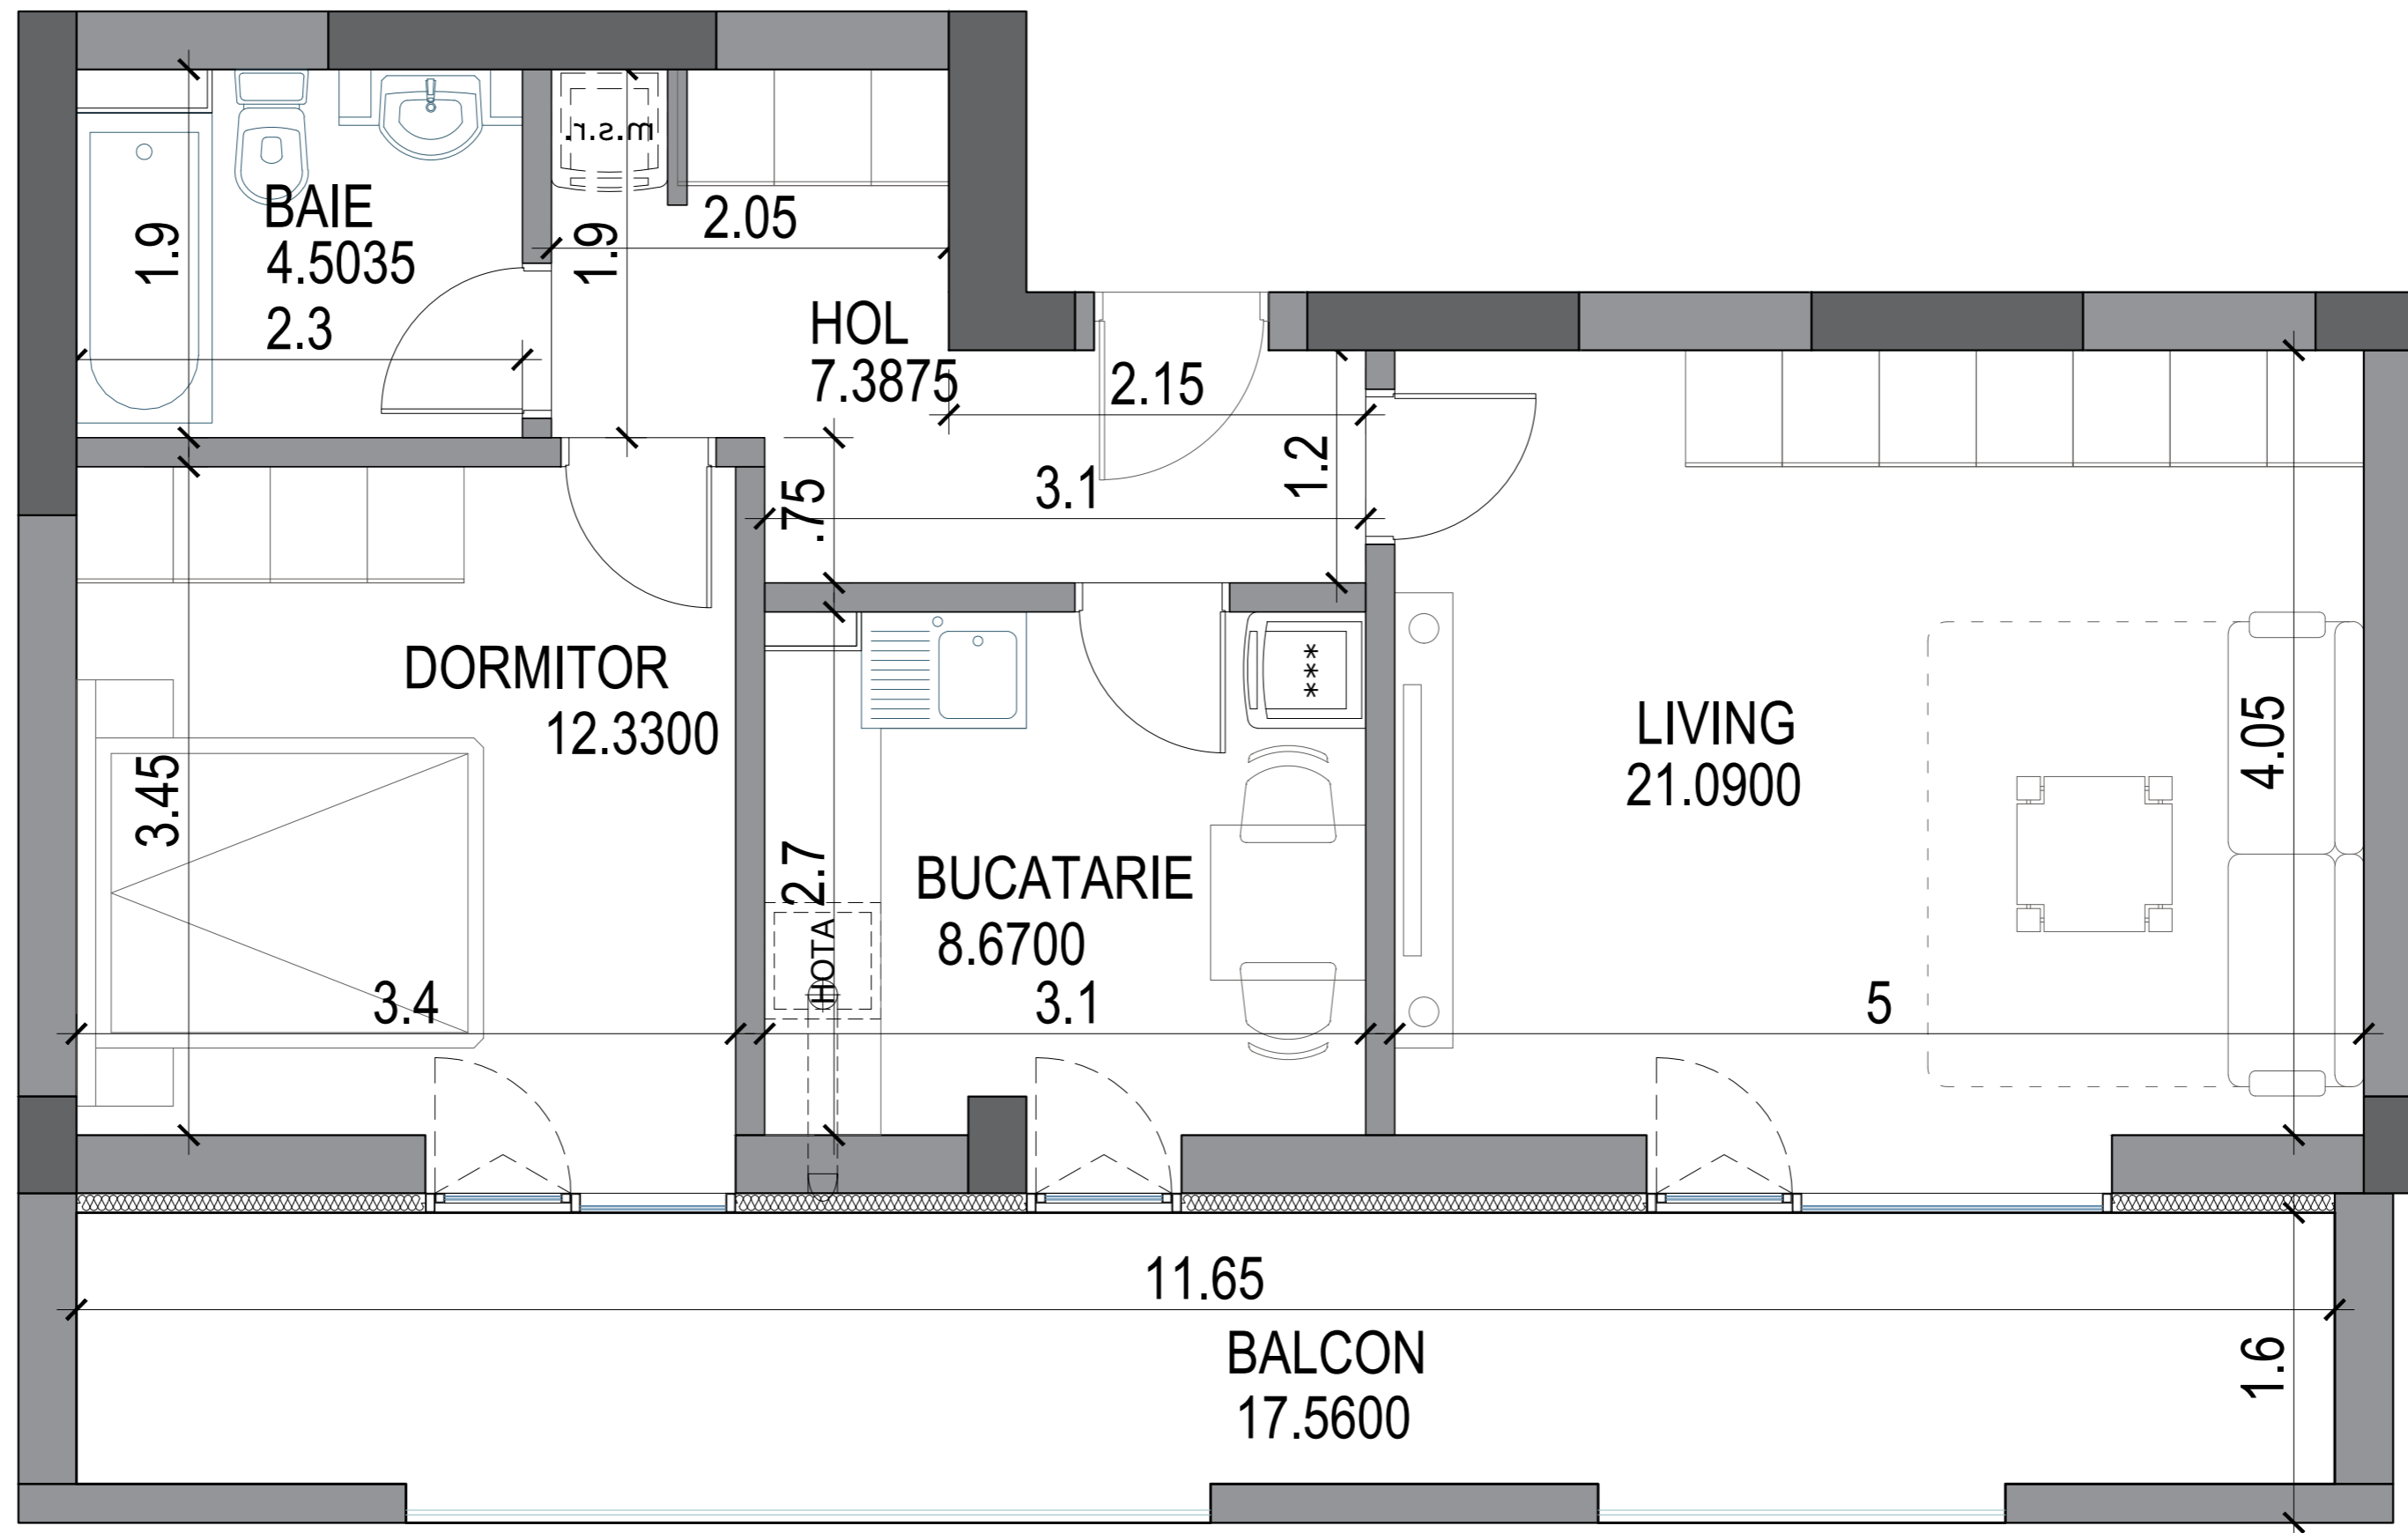 m.s.r.
BAIE
4.5035
2.3
1.9
1.9
2.05
HOL
7.3875
2.15
3.1
1.2
.75
DORMITOR
12.3300
3.45
3.4
2.7
HOTA
BUCATARIE
8.6700
3.1
***
LIVING
21.0900
4.05
5
11.65
BALCON
17.5600
1.6